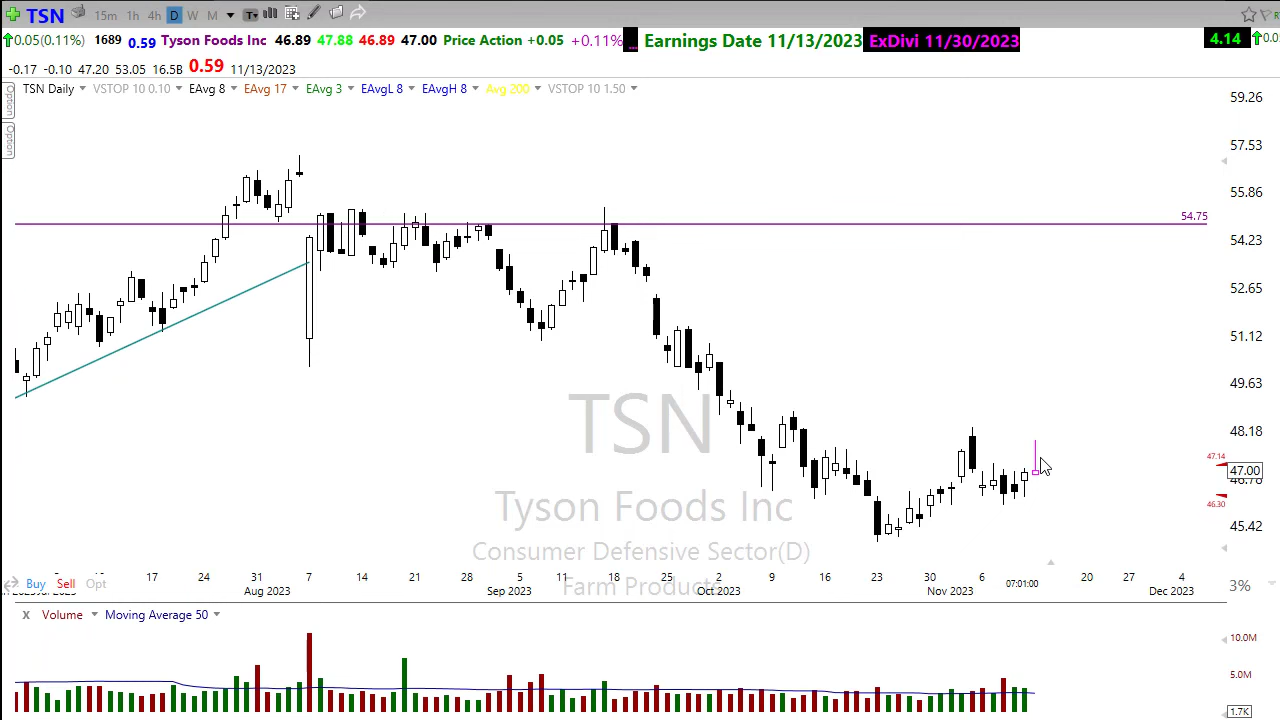 TSN 15m 1h 4h D W M T
0.05(0.11%) 1689 0.59 Tyson Foods Inc 46.89 47.88 46.89 47.00 Price Action +0.05 +0.11% ... Earnings Date 11/13/2023 ExDivi 11/30/2023 4.14
-0.17 -0.10 47.20 53.05 16.5B 0.59 11/13/2023
TSN Daily VSTOP 10 0.10 EAvg 8 EAvg 17 EAvg 3 EAvgL 8 EAvgH 8 Avg 200 VSTOP 10 1.50
Option
Option
59.26
57.53
55.86
54.75
54.23
52.65
51.12
49.63
48.18
47.14
47.00
46.30
45.42
TSN
Tyson Foods Inc
Consumer Defensive Sector(D)
Farm Products
17 24 31 7 14 21 28 5 11 18 25 2 9 16 23 30 6 07:01:00 20 27 4
Buy Sell Opt
Aug 2023 Sep 2023 Oct 2023 Nov 2023 Dec 2023
3%
X Volume Moving Average 50
10.0M
5.0M
1.7K